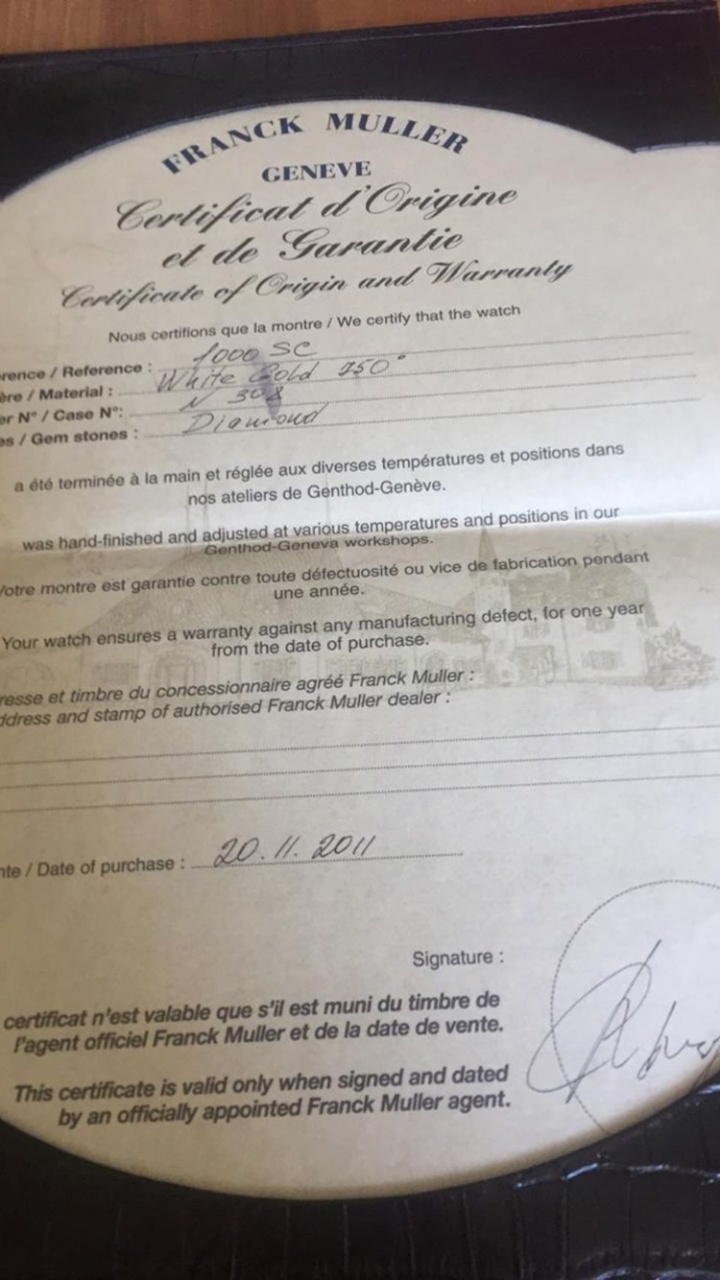 FRANCK MULLER
GENEVE
Certificat d'Origine
et de Garantie
Certificate of Origin and Warranty
Nous certifions que la montre / We certify that the watch
rence / Reference : 1000 SC
ère / Material : White Gold 750°
er N° / Case N°: N 308
es / Gem stones : Diamond
a été terminée à la main et réglée aux diverses températures et positions dans
nos ateliers de Genthod-Genève.
was hand-finished and adjusted at various temperatures and positions in our
Genthod-Geneva workshops.
Votre montre est garantie contre toute défectuosité ou vice de fabrication pendant
une année.
Your watch ensures a warranty against any manufacturing defect, for one year
from the date of purchase.
resse et timbre du concessionnaire agréé Franck Muller :
ddress and stamp of authorised Franck Muller dealer :
nte / Date of purchase : 20.11.2011
Signature :
certificat n'est valable que s'il est muni du timbre de
l'agent officiel Franck Muller et de la date de vente.
This certificate is valid only when signed and dated
by an officially appointed Franck Muller agent.